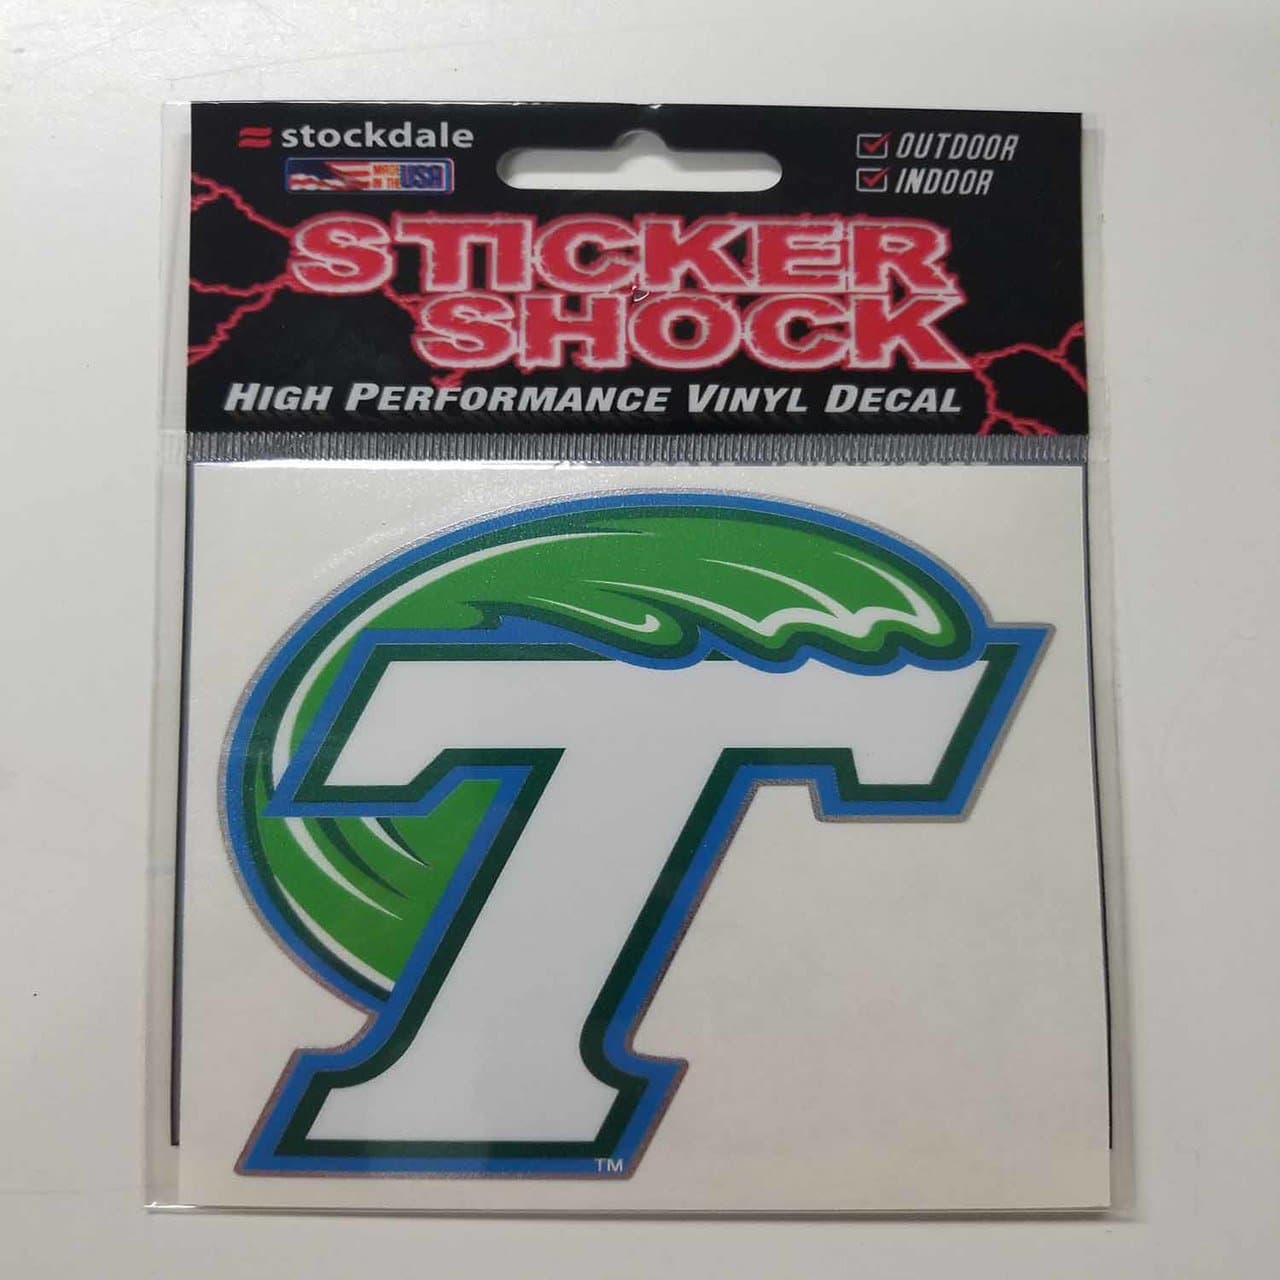 stockdale
MADE IN THE USA
OUTDOOR
INDOOR
STICKER
SHOCK
HIGH PERFORMANCE VINYL DECAL
T
TM